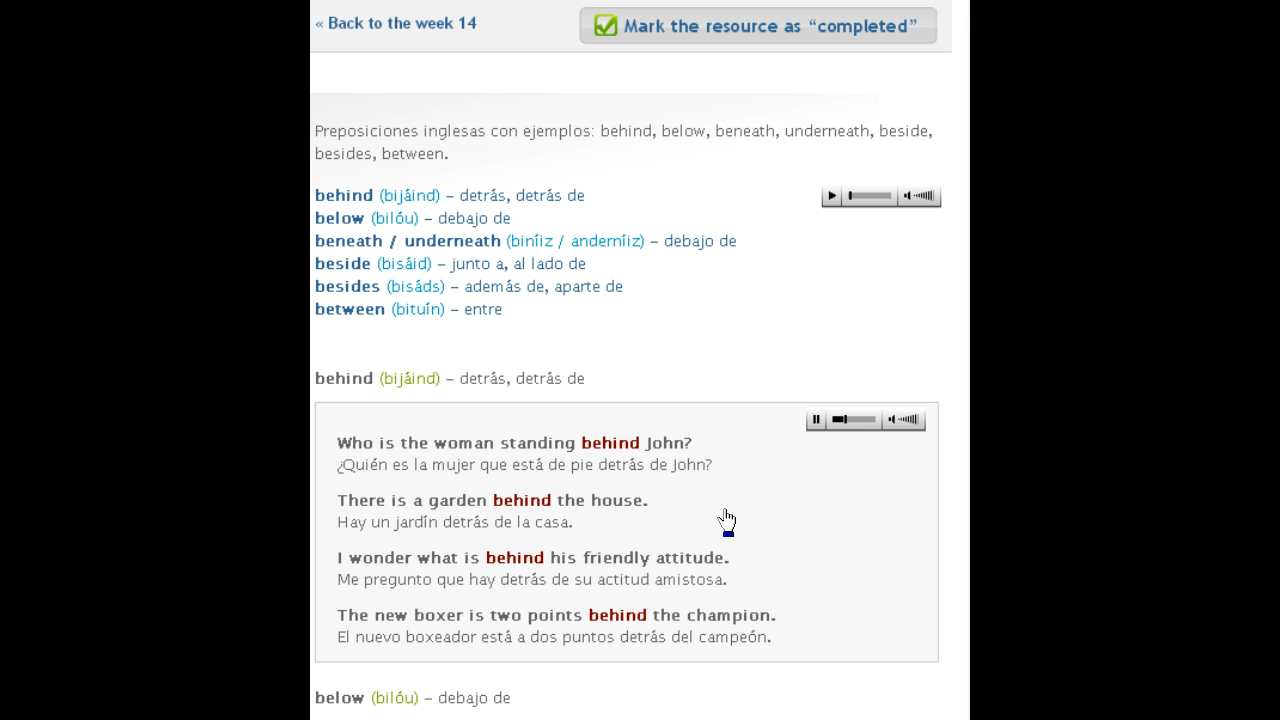 « Back to the week 14
Mark the resource as “completed”
Preposiciones inglesas con ejemplos: behind, below, beneath, underneath, beside,
besides, between.
behind (bijáind) – detrás, detrás de
below (bilóu) – debajo de
beneath / underneath (biníiz / anderníiz) – debajo de
beside (bisáid) – junto a, al lado de
besides (bisáds) – además de, aparte de
between (bituín) – entre
behind (bijáind) – detrás, detrás de
Who is the woman standing behind John?
¿Quién es la mujer que está de pie detrás de John?
There is a garden behind the house.
Hay un jardín detrás de la casa.
I wonder what is behind his friendly attitude.
Me pregunto que hay detrás de su actitud amistosa.
The new boxer is two points behind the champion.
El nuevo boxeador está a dos puntos detrás del campeón.
below (bilóu) – debajo de